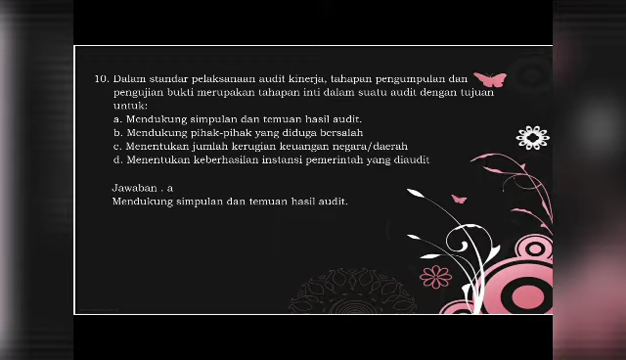 10. Dalam standar pelaksanaan audit kinerja, tahapan pengumpulan dan
pengujian bukti merupakan tahapan inti dalam suatu audit dengan tujuan
untuk:
a. Mendukung simpulan dan temuan hasil audit.
b. Mendukung pihak-pihak yang diduga bersalah
c. Menentukan jumlah kerugian keuangan negara/daerah
d. Menentukan keberhasilan instansi pemerintah yang diaudit
Jawaban . a
Mendukung simpulan dan temuan hasil audit.